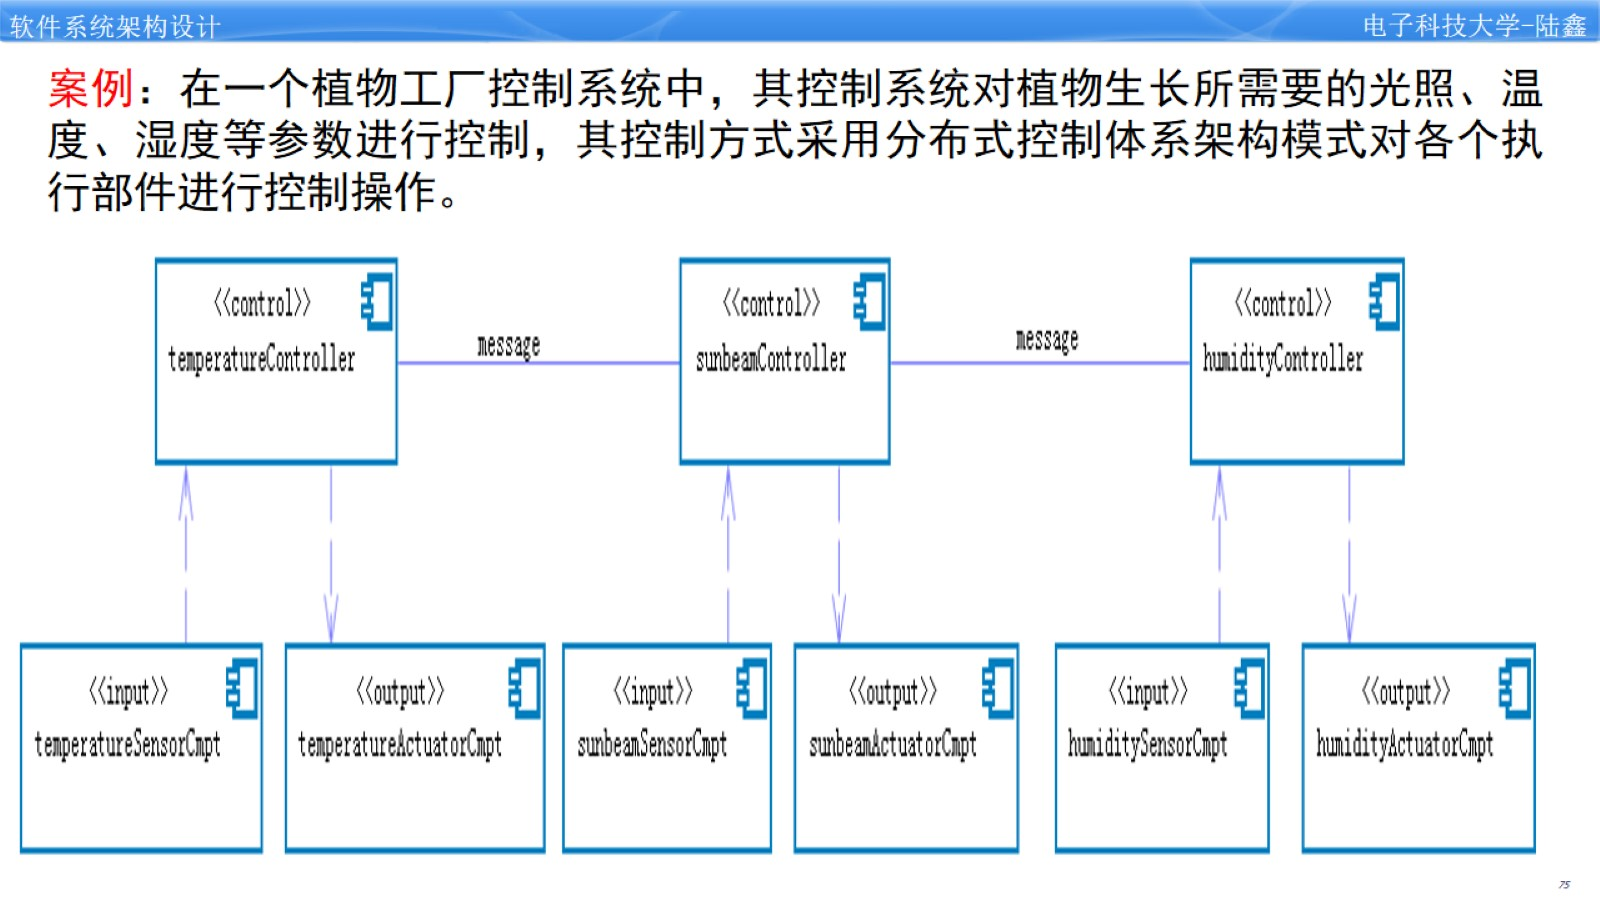 软件系统架构设计
电子科技大学-陆鑫
案例：在一个植物工厂控制系统中，其控制系统对植物生长所需要的光照、温
度、湿度等参数进行控制，其控制方式采用分布式控制体系架构模式对各个执
行部件进行控制操作。
<<control>>
temperatureController
message
<<control>>
sunbeamController
message
<<control>>
humidityController
<<input>>
temperatureSensorCmpt
<<output>>
temperatureActuatorCmpt
<<input>>
sunbeamSensorCmpt
<<output>>
sunbeamActuatorCmpt
<<input>>
humiditySensorCmpt
<<output>>
humidityActuatorCmpt
75